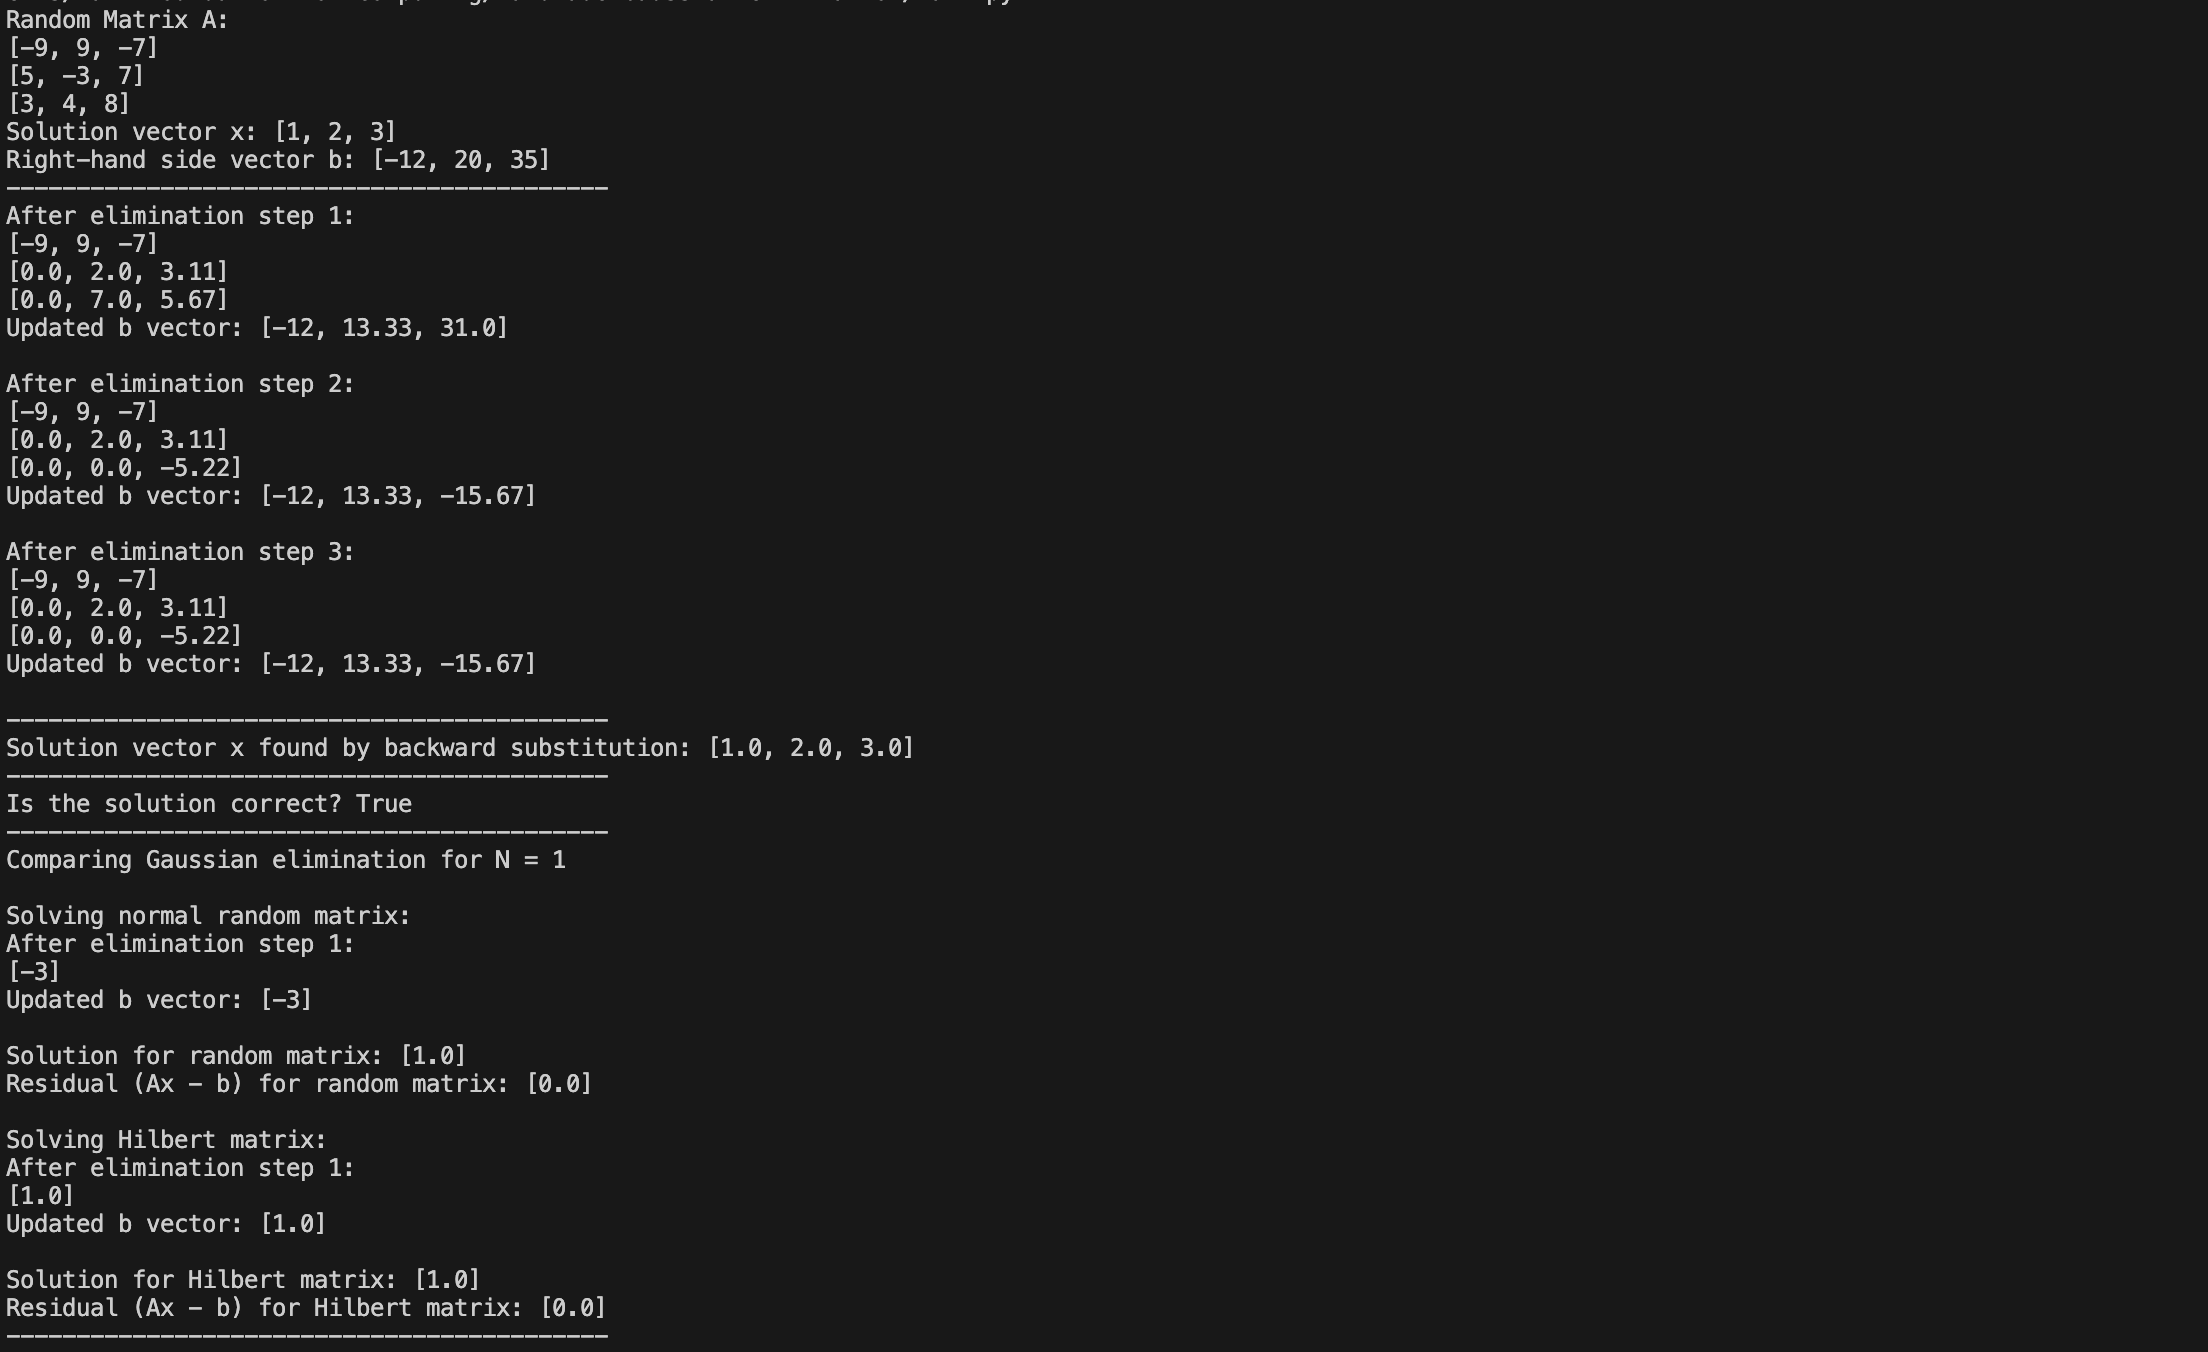 Random Matrix A:
[-9, 9, -7]
[5, -3, 7]
[3, 4, 8]
Solution vector x: [1, 2, 3]
Right-hand side vector b: [-12, 20, 35]
-------------------------------------------
After elimination step 1:
[-9, 9, -7]
[0.0, 2.0, 3.11]
[0.0, 7.0, 5.67]
Updated b vector: [-12, 13.33, 31.0]
After elimination step 2:
[-9, 9, -7]
[0.0, 2.0, 3.11]
[0.0, 0.0, -5.22]
Updated b vector: [-12, 13.33, -15.67]
After elimination step 3:
[-9, 9, -7]
[0.0, 2.0, 3.11]
[0.0, 0.0, -5.22]
Updated b vector: [-12, 13.33, -15.67]
-------------------------------------------
Solution vector x found by backward substitution: [1.0, 2.0, 3.0]
-------------------------------------------
Is the solution correct? True
-------------------------------------------
Comparing Gaussian elimination for N = 1
Solving normal random matrix:
After elimination step 1:
[-3]
Updated b vector: [-3]
Solution for random matrix: [1.0]
Residual (Ax - b) for random matrix: [0.0]
Solving Hilbert matrix:
After elimination step 1:
[1.0]
Updated b vector: [1.0]
Solution for Hilbert matrix: [1.0]
Residual (Ax - b) for Hilbert matrix: [0.0]
-------------------------------------------